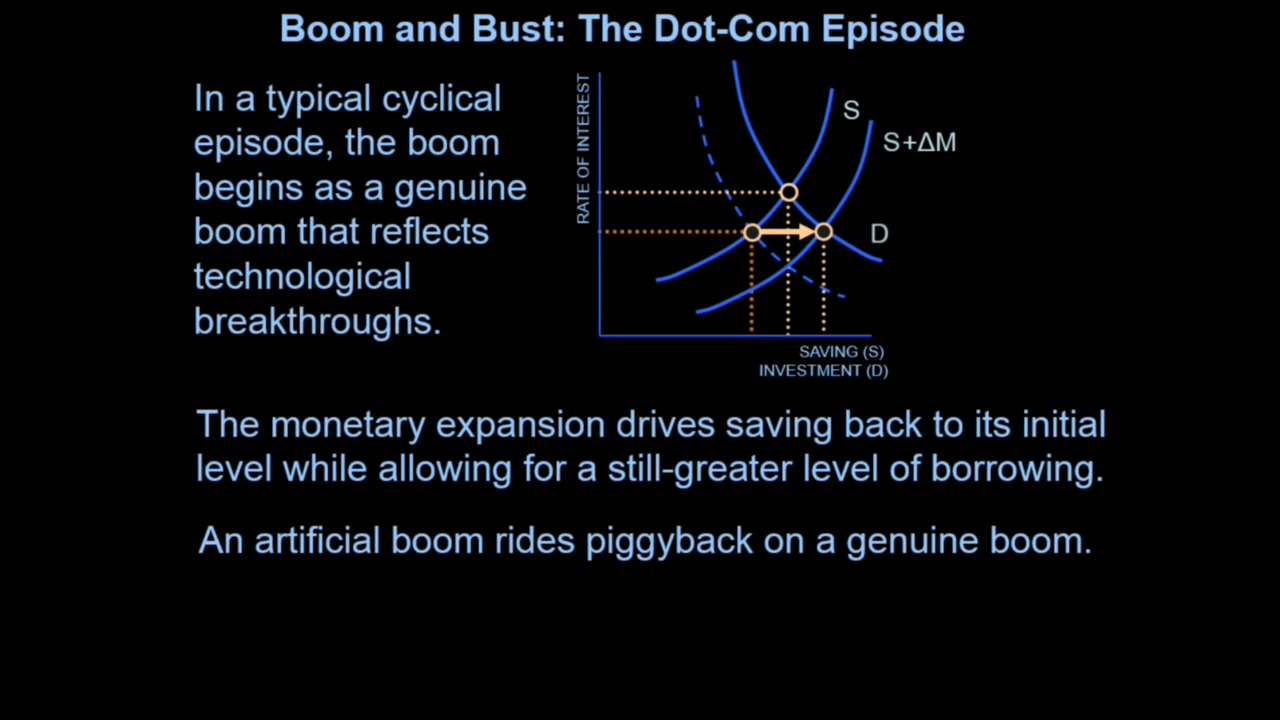 Boom and Bust: The Dot-Com Episode
In a typical cyclical
episode, the boom
begins as a genuine
boom that reflects
technological
breakthroughs.
RATE OF INTEREST
S
S+ΔM
D
SAVING (S)
INVESTMENT (D)
The monetary expansion drives saving back to its initial
level while allowing for a still-greater level of borrowing.
An artificial boom rides piggyback on a genuine boom.